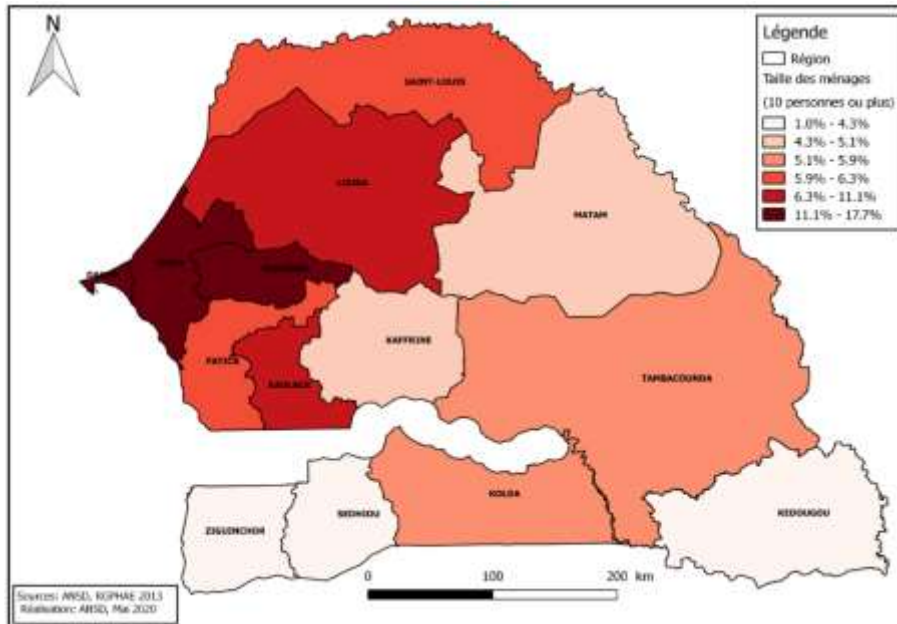 N
Légende
Région
Taille des ménages
(10 personnes ou plus)
1.0% - 4.3%
4.3% - 5.1%
5.1% - 5.9%
5.9% - 6.3%
6.3% - 11.1%
11.1% - 17.7%
SAINT-LOUIS
LOUGA
MATAM
KAFFRINE
FATICK
KAOLACK
TAMBACOUNDA
KOLDA
SEDHIOU
ZIGUINCHOR
KEDOUGOU
0 100 200 km
Sources: ANSD, RGPHAE 2013
Réalisation: ANSD, Mai 2020